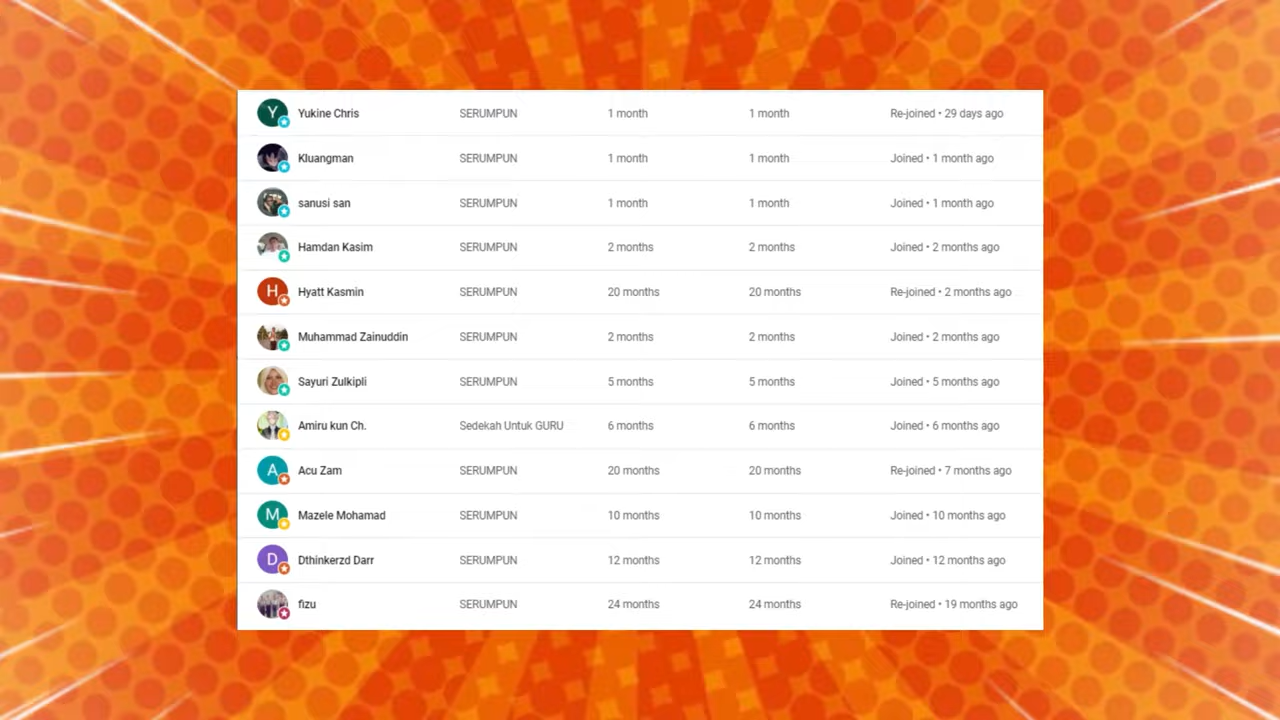 Y Yukine Chris SERUMPUN 1 month 1 month Re-joined • 29 days ago
Kluangman SERUMPUN 1 month 1 month Joined • 1 month ago
sanusi san SERUMPUN 1 month 1 month Joined • 1 month ago
Hamdan Kasim SERUMPUN 2 months 2 months Joined • 2 months ago
H Hyatt Kasmin SERUMPUN 20 months 20 months Re-joined • 2 months ago
Muhammad Zainuddin SERUMPUN 2 months 2 months Joined • 2 months ago
Sayuri Zulkipli SERUMPUN 5 months 5 months Joined • 5 months ago
Amiru kun Ch. Sedekah Untuk GURU 6 months 6 months Joined • 6 months ago
A Acu Zam SERUMPUN 20 months 20 months Re-joined • 7 months ago
M Mazele Mohamad SERUMPUN 10 months 10 months Joined • 10 months ago
D Dthinkerzd Darr SERUMPUN 12 months 12 months Joined • 12 months ago
fizu SERUMPUN 24 months 24 months Re-joined • 19 months ago